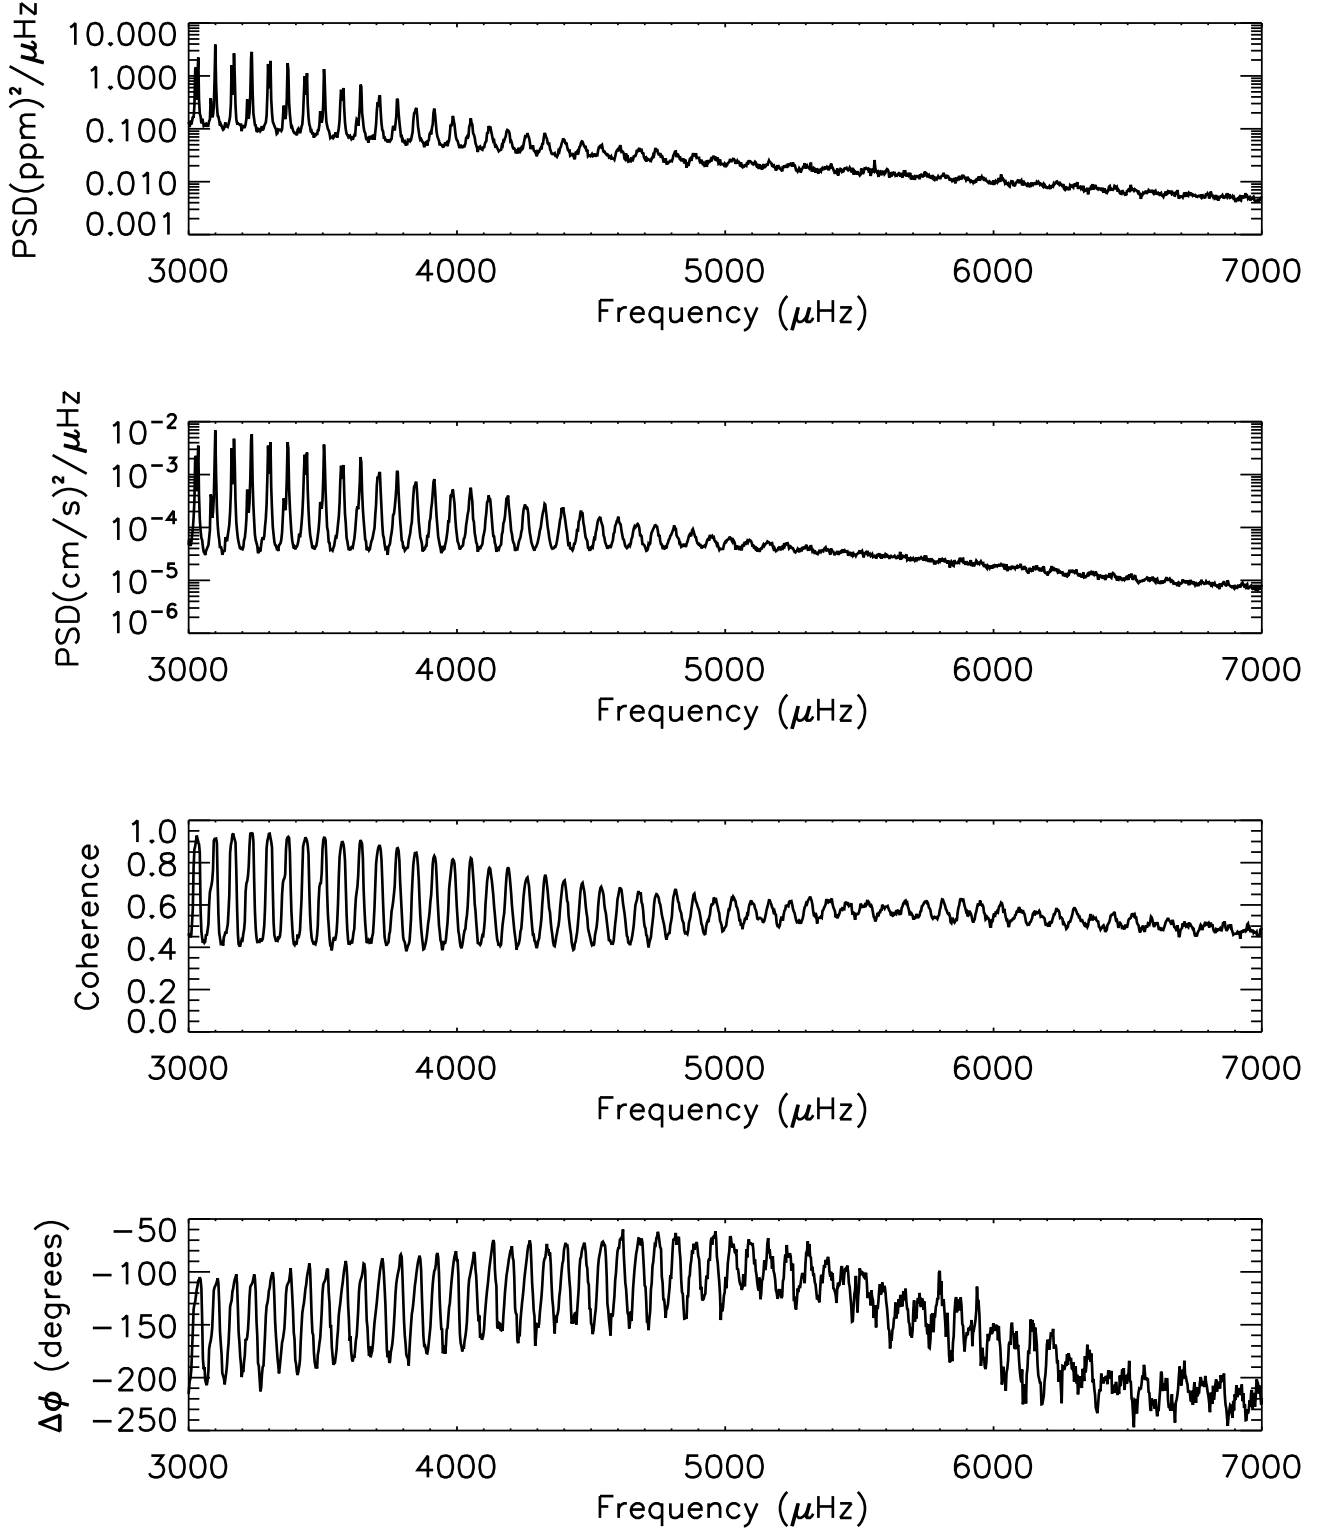 PSD(ppm)²/μHz
10.000
1.000
0.100
0.010
0.001
3000 4000 5000 6000 7000
Frequency (μHz)
PSD(cm/s)²/μHz
10⁻²
10⁻³
10⁻⁴
10⁻⁵
10⁻⁶
3000 4000 5000 6000 7000
Frequency (μHz)
Coherence
1.0
0.8
0.6
0.4
0.2
0.0
3000 4000 5000 6000 7000
Frequency (μHz)
Δϕ (degrees)
−50
−100
−150
−200
−250
3000 4000 5000 6000 7000
Frequency (μHz)